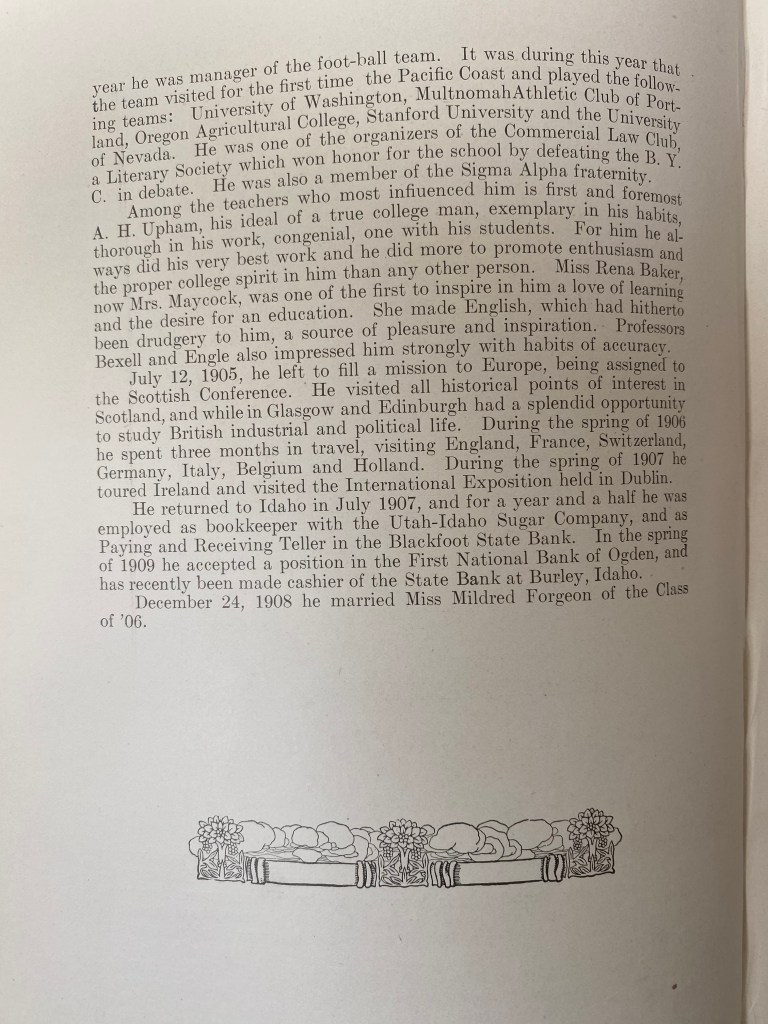 year he was manager of the foot-ball team. It was during this year that
the team visited for the first time the Pacific Coast and played the follow-
ing teams: University of Washington, Multnomah Athletic Club of Port-
land, Oregon Agricultural College, Stanford University and the University
of Nevada. He was one of the organizers of the Commercial Law Club,
a Literary Society which won honor for the school by defeating the B. Y.
C. in debate. He was also a member of the Sigma Alpha fraternity.
Among the teachers who most infiuenced him is first and foremost
A. H. Upham, his ideal of a true college man, exemplary in his habits,
thorough in his work, congenial, one with his students. For him he al-
ways did his very best work and he did more to promote enthusiasm and
the proper college spirit in him than any other person. Miss Rena Baker,
now Mrs. Maycock, was one of the first to inspire in him a love of learning
and the desire for an education. She made English, which had hitherto
been drudgery to him, a source of pleasure and inspiration. Professors
Bexell and Engle also impressed him strongly with habits of accuracy.
July 12, 1905, he left to fill a mission to Europe, being assigned to
the Scottish Conference. He visited all historical points of interest in
Scotland, and while in Glasgow and Edinburgh had a splendid opportunity
to study British industrial and political life. During the spring of 1906
he spent three months in travel, visiting England, France, Switzerland,
Germany, Italy, Belgium and Holland. During the spring of 1907 he
toured Ireland and visited the International Exposition held in Dublin.
He returned to Idaho in July 1907, and for a year and a half he was
employed as bookkeeper with the Utah-Idaho Sugar Company, and as
Paying and Receiving Teller in the Blackfoot State Bank. In the spring
of 1909 he accepted a position in the First National Bank of Ogden, and
has recently been made cashier of the State Bank at Burley, Idaho.
December 24, 1908 he married Miss Mildred Forgeon of the Class
of '06.